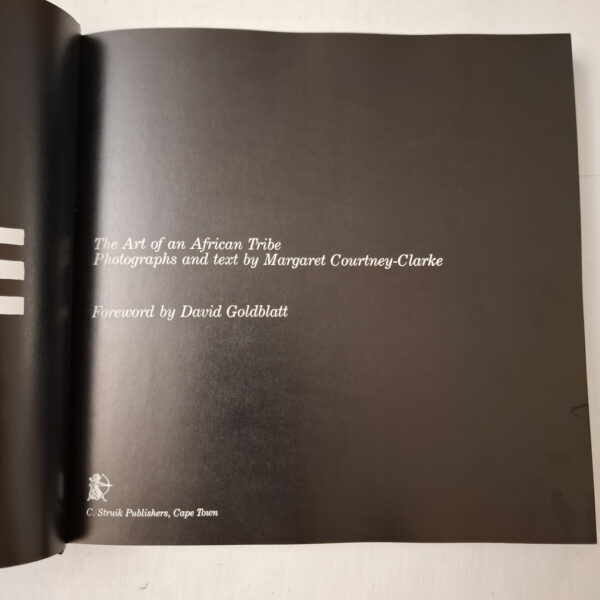 The Art of an African Tribe
Photographs and text by Margaret Courtney-Clarke
Foreword by David Goldblatt
C. Struik Publishers, Cape Town